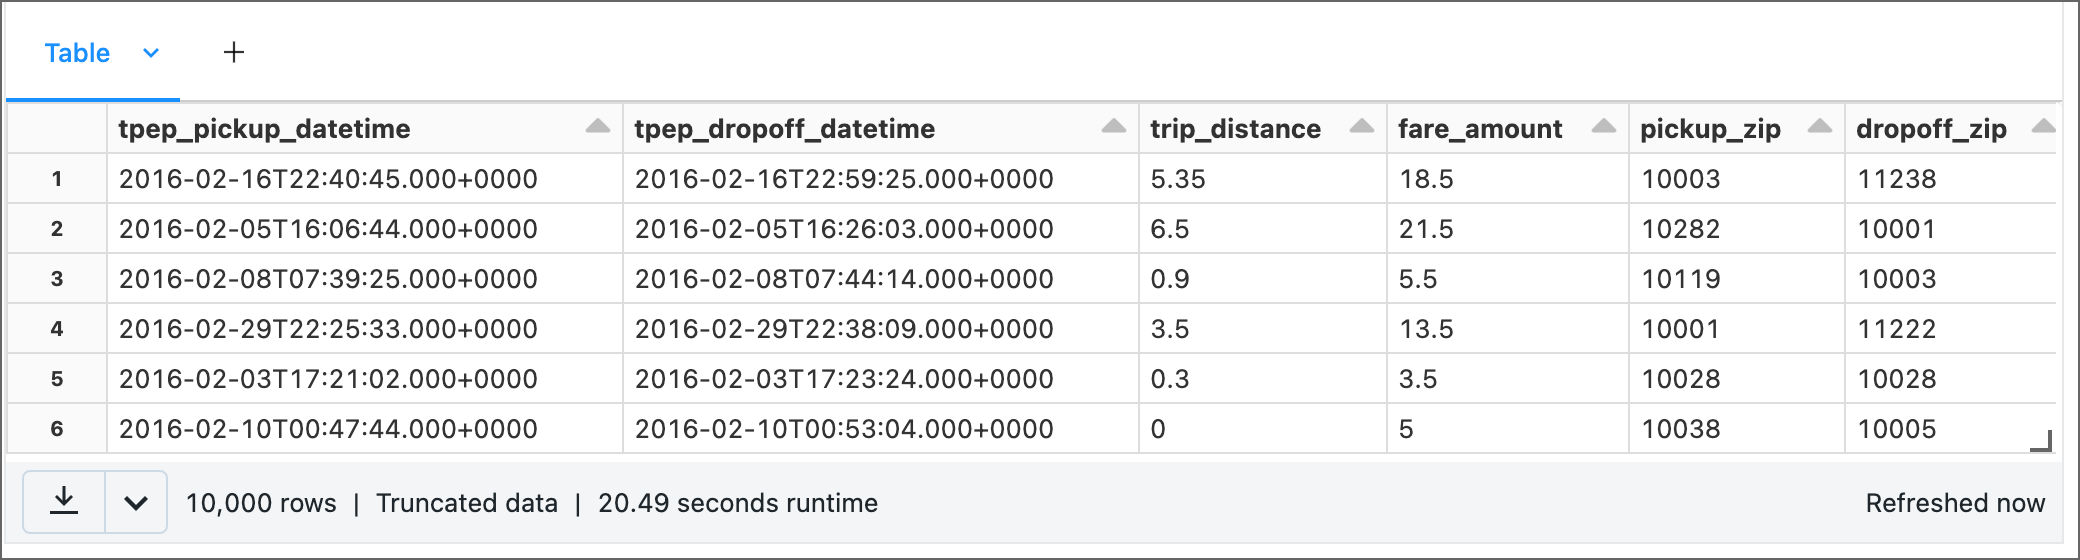 Table +
tpep_pickup_datetime tpep_dropoff_datetime trip_distance fare_amount pickup_zip dropoff_zip
1 2016-02-16T22:40:45.000+0000 2016-02-16T22:59:25.000+0000 5.35 18.5 10003 11238
2 2016-02-05T16:06:44.000+0000 2016-02-05T16:26:03.000+0000 6.5 21.5 10282 10001
3 2016-02-08T07:39:25.000+0000 2016-02-08T07:44:14.000+0000 0.9 5.5 10119 10003
4 2016-02-29T22:25:33.000+0000 2016-02-29T22:38:09.000+0000 3.5 13.5 10001 11222
5 2016-02-03T17:21:02.000+0000 2016-02-03T17:23:24.000+0000 0.3 3.5 10028 10028
6 2016-02-10T00:47:44.000+0000 2016-02-10T00:53:04.000+0000 0 5 10038 10005
10,000 rows | Truncated data | 20.49 seconds runtime Refreshed now